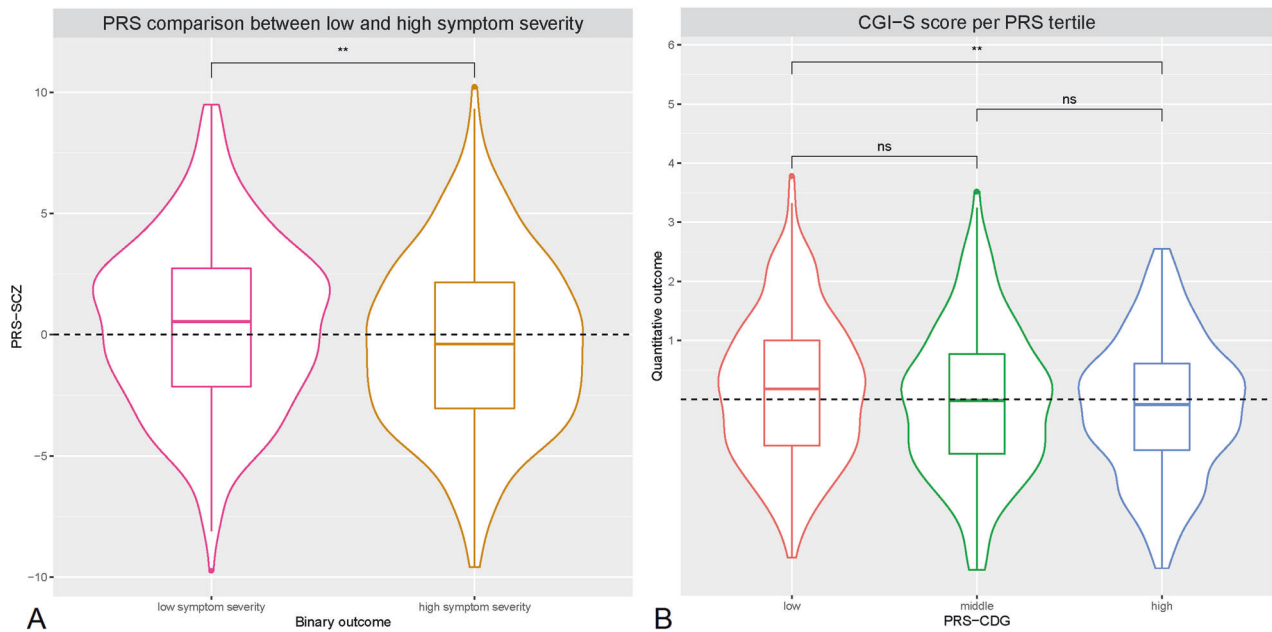 PRS comparison between low and high symptom severity
**
10
5
0
−5
−10
PRS−SCZ
low symptom severity
high symptom severity
Binary outcome
A
CGI−S score per PRS tertile
**
ns
ns
6
5
4
3
2
1
Quantitative outcome
low
middle
high
PRS−CDG
B